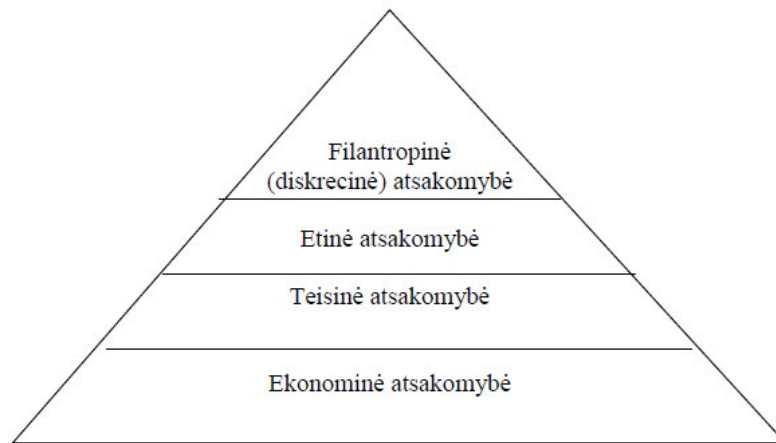 Filantropinė
(diskrecinė) atsakomybė
Etinė atsakomybė
Teisinė atsakomybė
Ekonominė atsakomybė